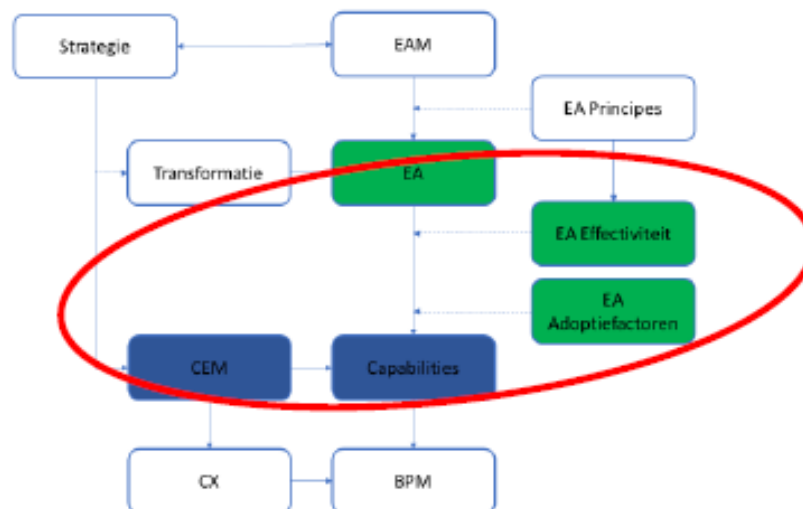 Strategie
EAM
EA Principes
Transformatie
EA
EA Effectiviteit
EA
Adoptiefactoren
CEM
Capabilities
CX
BPM